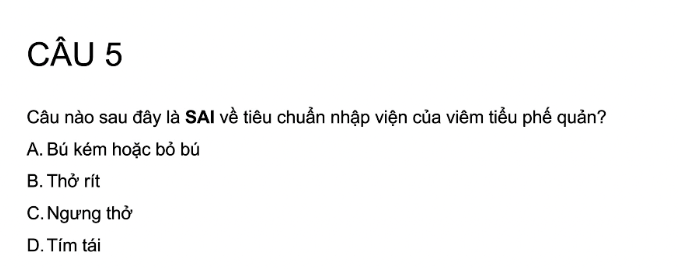 CÂU 5
Câu nào sau đây là SAI về tiêu chuẩn nhập viện của viêm tiểu phế quản?
A. Bú kém hoặc bỏ bú
B. Thở rít
C. Ngưng thở
D. Tím tái